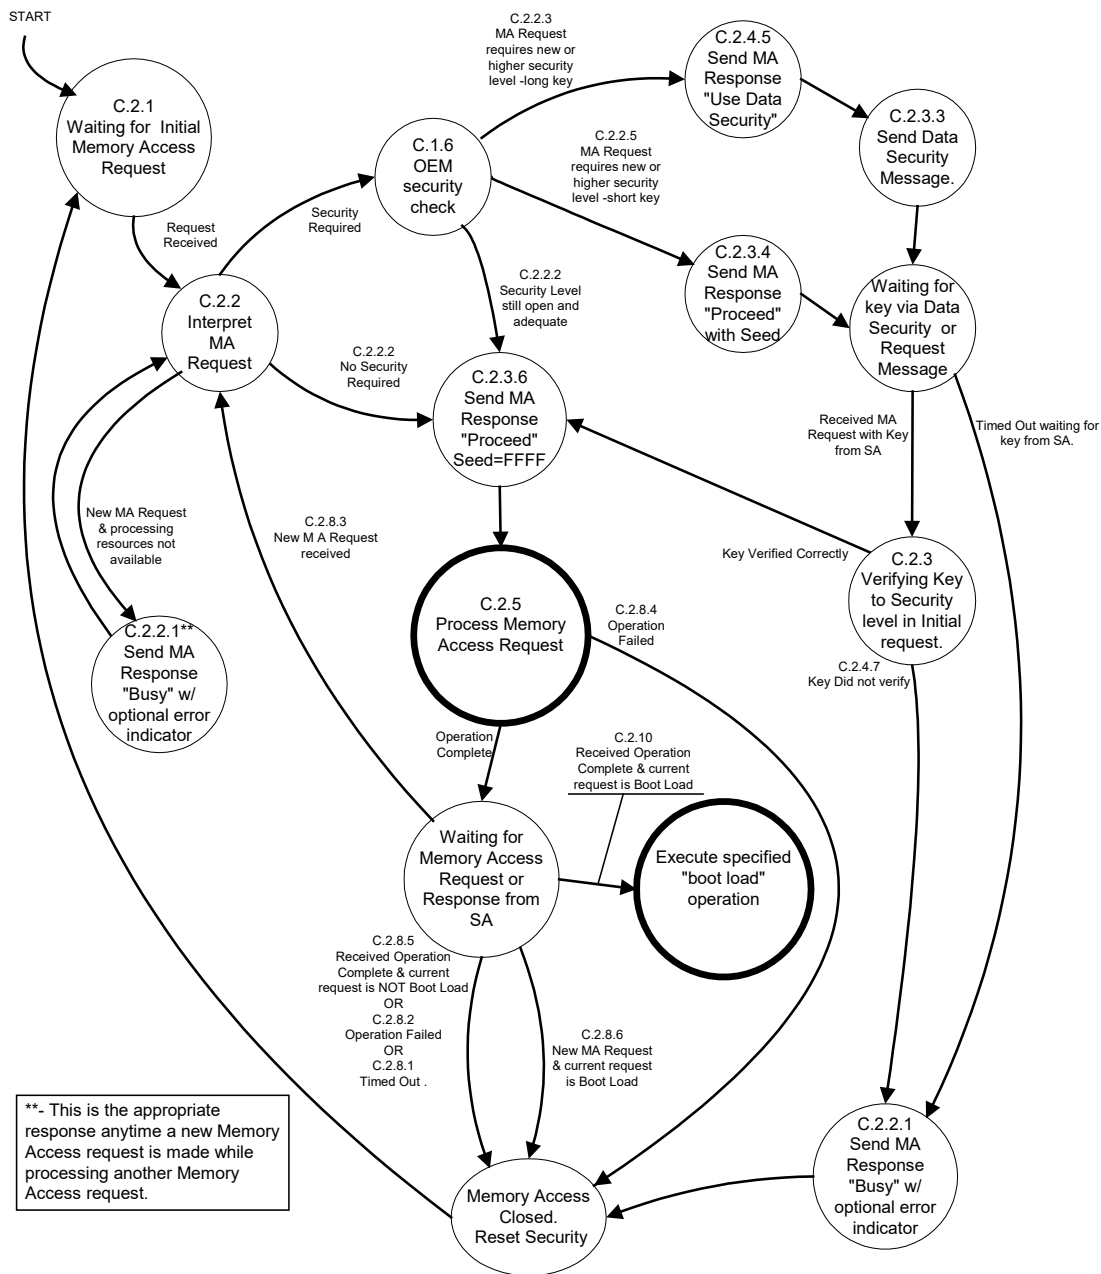 START
C.2.1
Waiting for Initial
Memory Access
Request
Request
Received
C.2.2
Interpret
MA
Request
Security
Required
C.1.6
OEM
security
check
C.2.2.3
MA Request
requires new or
higher security
level -long key
C.2.4.5
Send MA
Response
"Use Data
Security"
C.2.3.3
Send Data
Security
Message.
C.2.2.5
MA Request
requires new or
higher security
level -short key
C.2.3.4
Send MA
Response
"Proceed"
with Seed
Waiting for
key via Data
Security or
Request
Message
C.2.2.2
Security Level
still open and
adequate
C.2.2.2
No Security
Required
C.2.3.6
Send MA
Response
"Proceed"
Seed=FFFF
Received MA
Request with Key
from SA
Timed Out waiting for
key from SA.
New MA Request
& processing
resources not
available
C.2.8.3
New M A Request
received
Key Verified Correctly
C.2.3
Verifying Key
to Security
level in Initial
request.
C.2.5
Process Memory
Access Request
C.2.8.4
Operation
Failed
C.2.4.7
Key Did not verify
C.2.2.1**
Send MA
Response
"Busy" w/
optional error
indicator
Operation
Complete
C.2.10
Received Operation
Complete & current
request is Boot Load
Waiting for
Memory Access
Request or
Response from
SA
Execute specified
"boot load"
operation
C.2.8.5
Received Operation
Complete & current
request is NOT Boot Load
OR
C.2.8.2
Operation Failed
OR
C.2.8.1
Timed Out .
C.2.8.6
New MA Request
& current request
is Boot Load
**- This is the appropriate
response anytime a new Memory
Access request is made while
processing another Memory
Access request.
Memory Access
Closed.
Reset Security
C.2.2.1
Send MA
Response
"Busy" w/
optional error
indicator